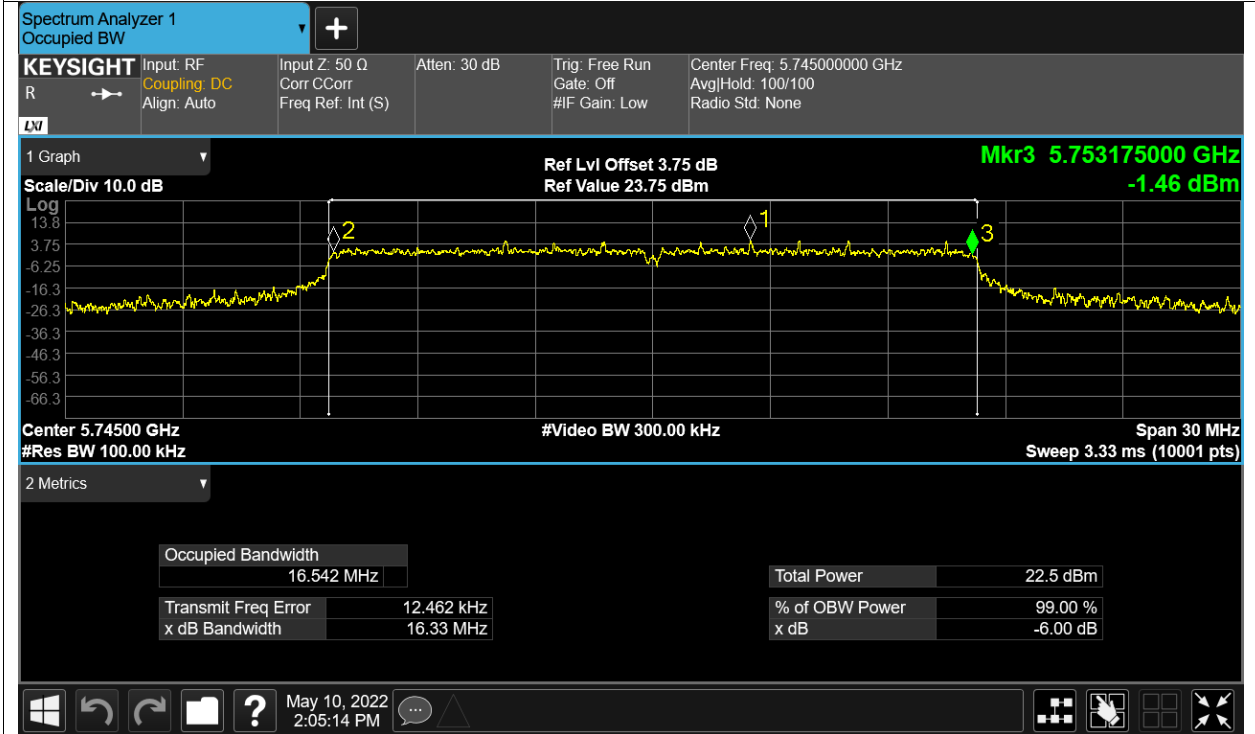 Spectrum Analyzer 1
Occupied BW
+
KEYSIGHT Input: RF Input Z: 50 Ω Atten: 30 dB Trig: Free Run Center Freq: 5.745000000 GHz
R Coupling: DC Corr CCorr Gate: Off Avg|Hold: 100/100
Align: Auto Freq Ref: Int (S) #IF Gain: Low Radio Std: None
LXI
1 Graph Ref Lvl Offset 3.75 dB Mkr3 5.753175000 GHz
Scale/Div 10.0 dB Ref Value 23.75 dBm -1.46 dBm
Log
13.8
3.75
-6.25
-16.3
-26.3
-36.3
-46.3
-56.3
-66.3
2 1 3
Center 5.74500 GHz #Video BW 300.00 kHz Span 30 MHz
#Res BW 100.00 kHz Sweep 3.33 ms (10001 pts)
2 Metrics
Occupied Bandwidth
16.542 MHz Total Power 22.5 dBm
Transmit Freq Error 12.462 kHz % of OBW Power 99.00 %
x dB Bandwidth 16.33 MHz x dB -6.00 dB
? May 10, 2022
2:05:14 PM